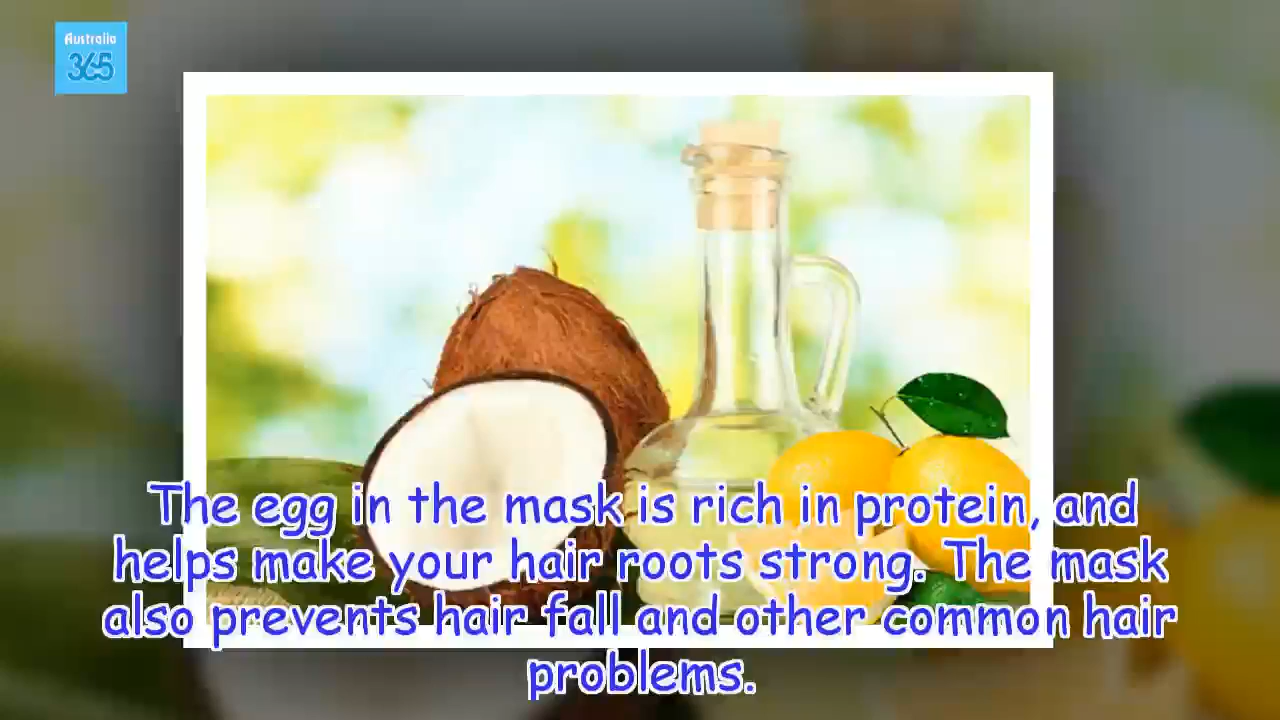 Australia
365
The egg in the mask is rich in protein, and
helps make your hair roots strong. The mask
also prevents hair fall and other common hair
problems.